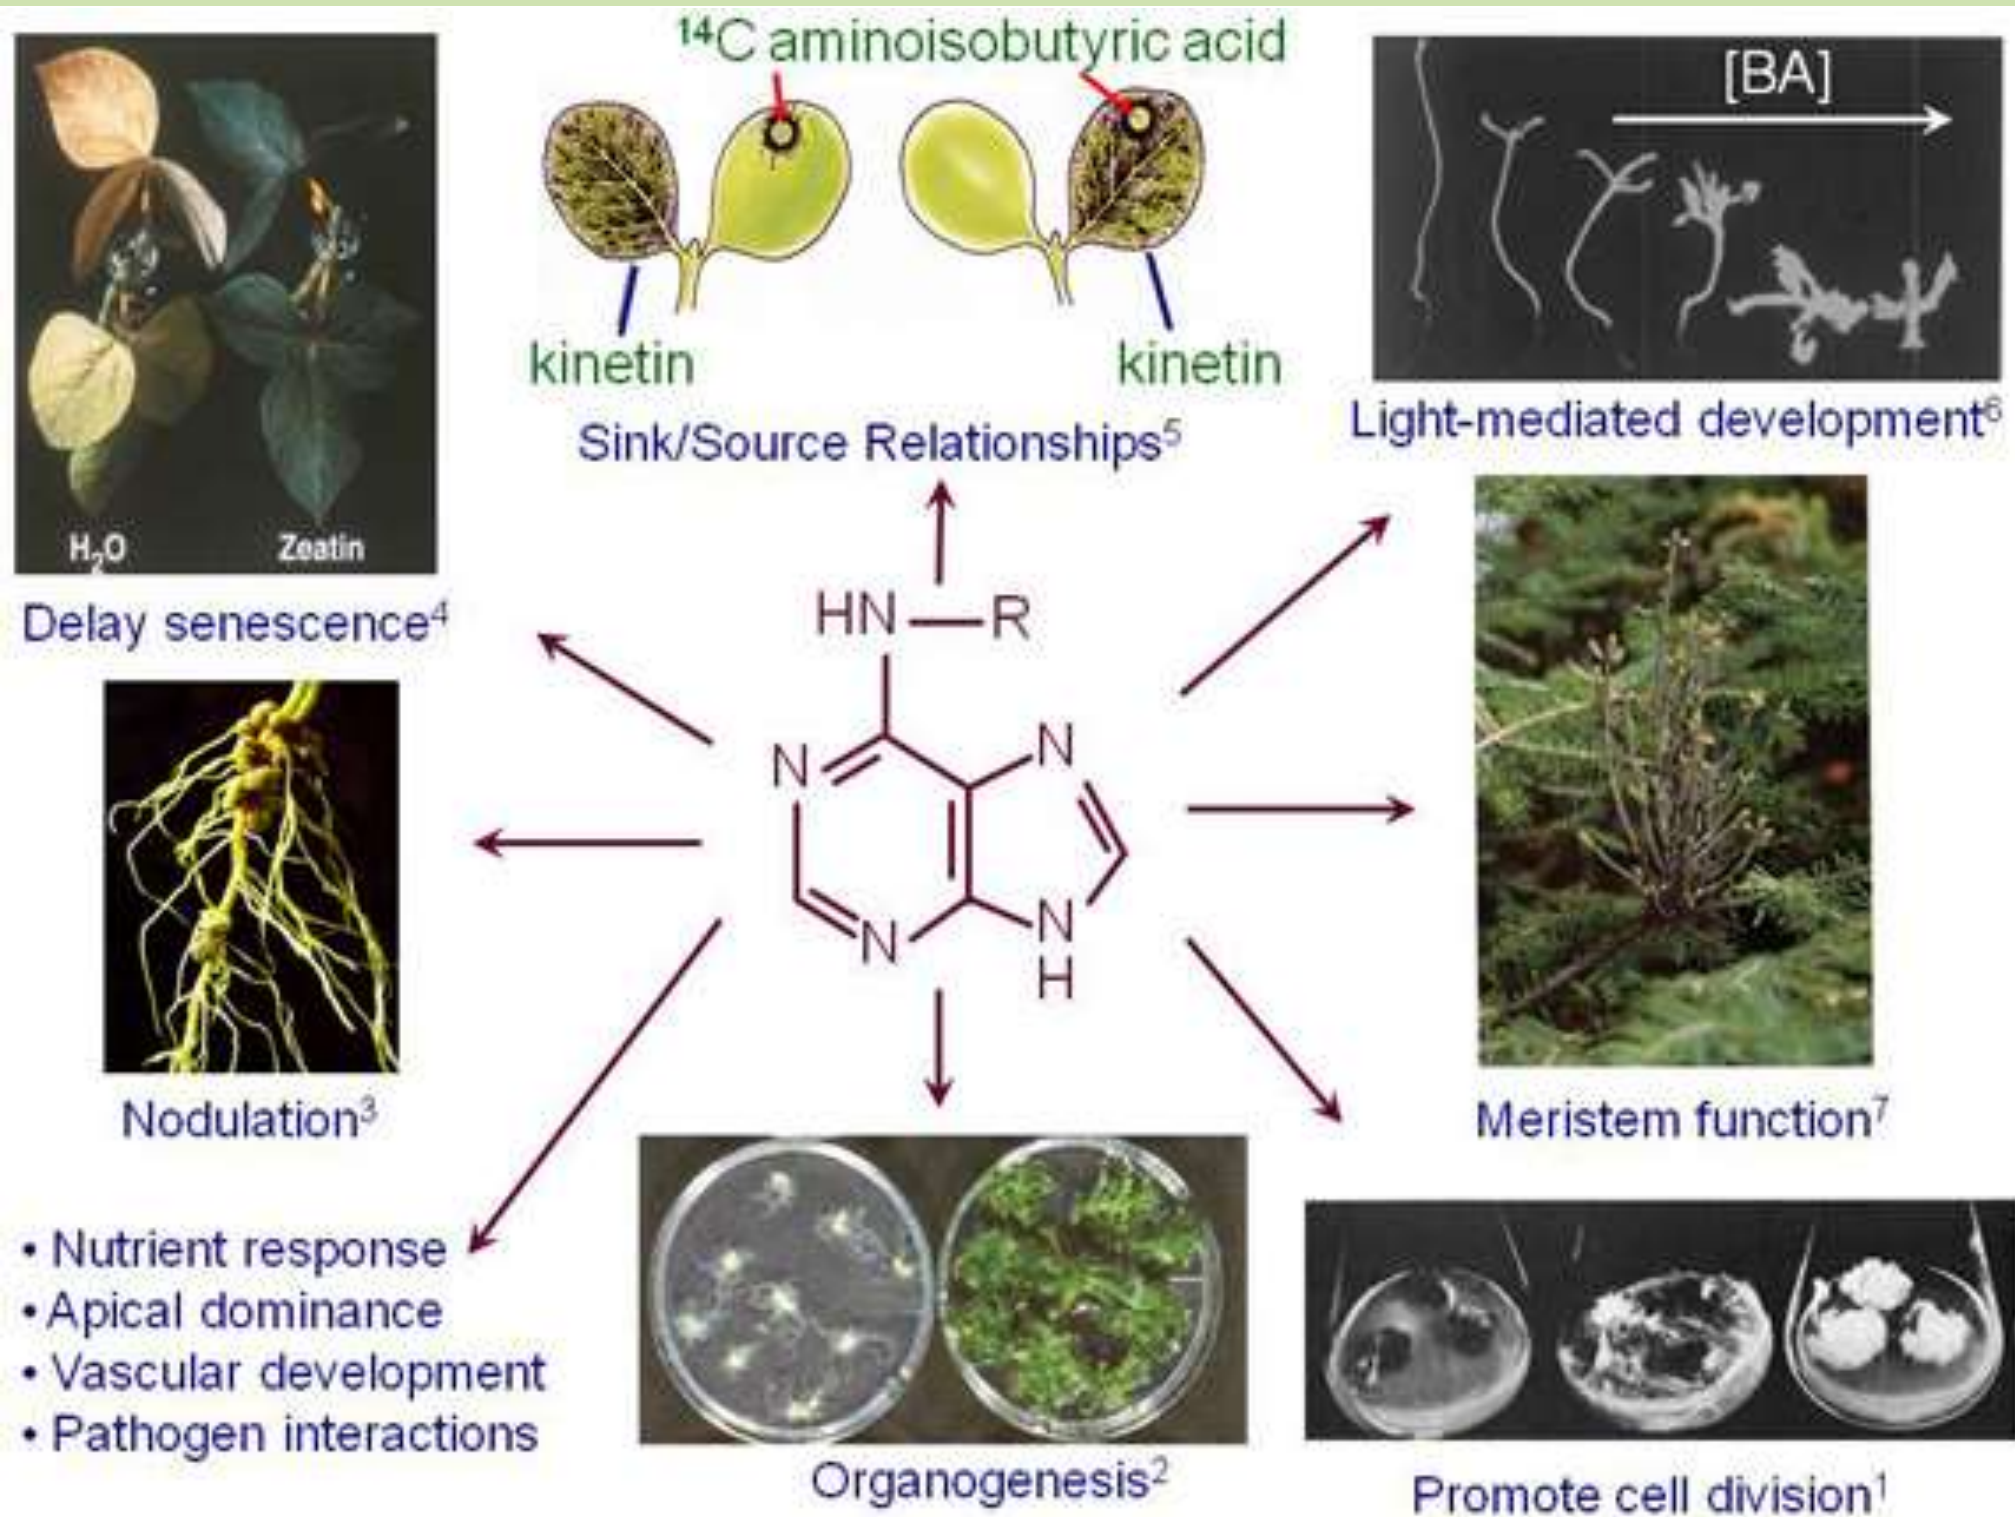 ¹⁴C aminoisobutyric acid
[BA]
kinetin
kinetin
Sink/Source Relationships⁵
Light-mediated development⁶
H₂O
Zeatin
Delay senescence⁴
HN—R
N
N
N
N
H
Nodulation³
Meristem function⁷
• Nutrient response
• Apical dominance
• Vascular development
• Pathogen interactions
Organogenesis²
Promote cell division¹